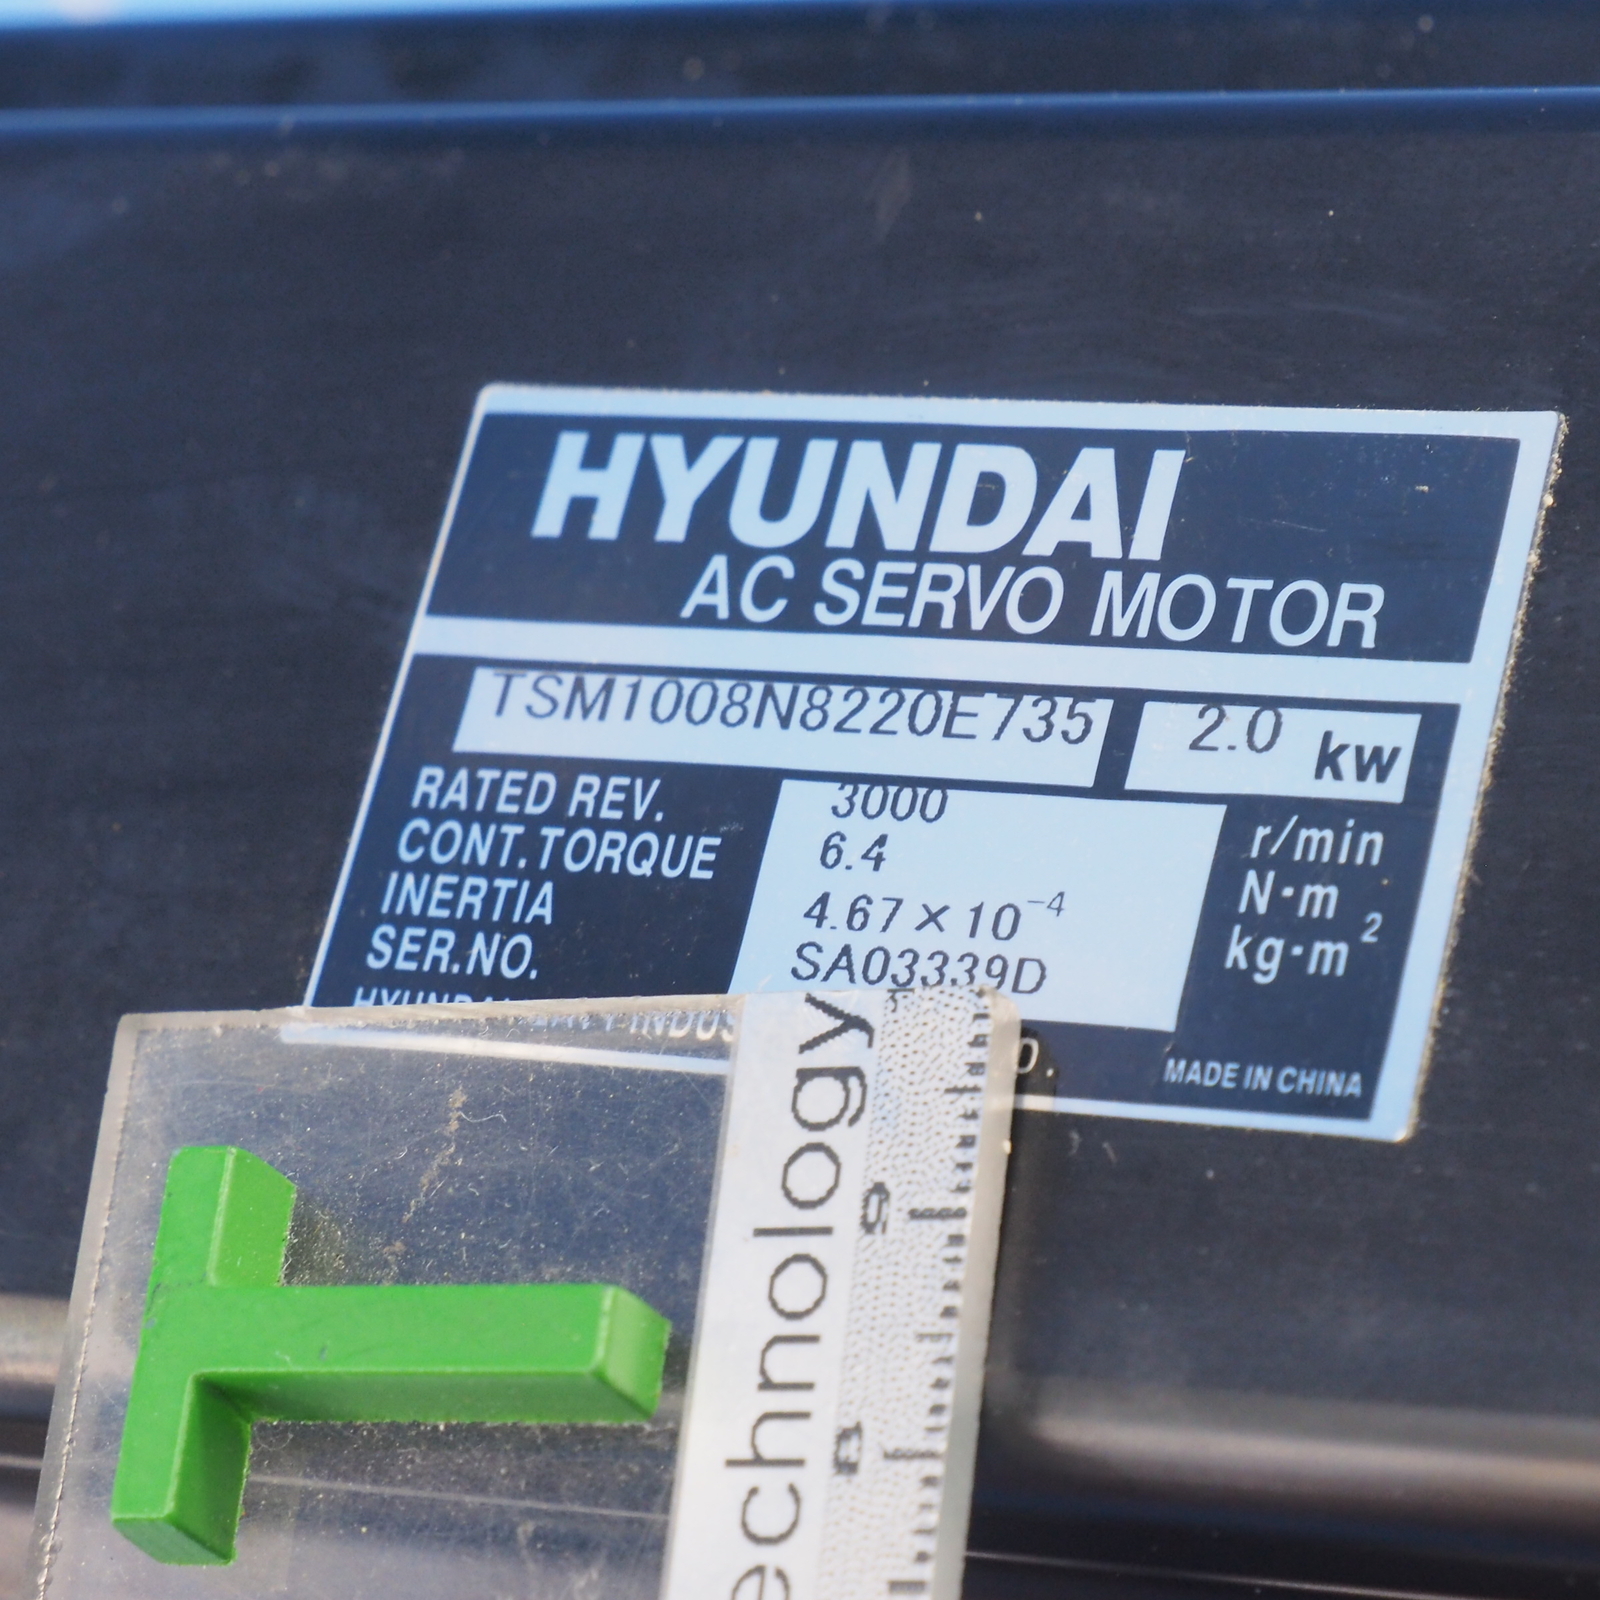 HYUNDAI
AC SERVO MOTOR
TSM1008N8220E735 2.0 kw
RATED REV. 3000 r/min
CONT.TORQUE 6.4 N·m
INERTIA 4.67×10⁻⁴ kg·m²
SER.NO. SA03339D
MADE IN CHINA
T
echnology